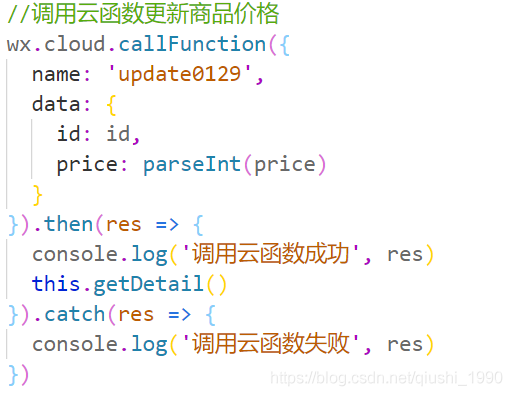 //调用云函数更新商品价格
wx.cloud.callFunction({
  name: 'update0129',
  data: {
    id: id,
    price: parseInt(price)
  }
}).then(res => {
  console.log('调用云函数成功', res)
  this.getDetail()
}).catch(res => {
  console.log('调用云函数失败', res)
})
https://blog.csdn.net/qiushi_1990